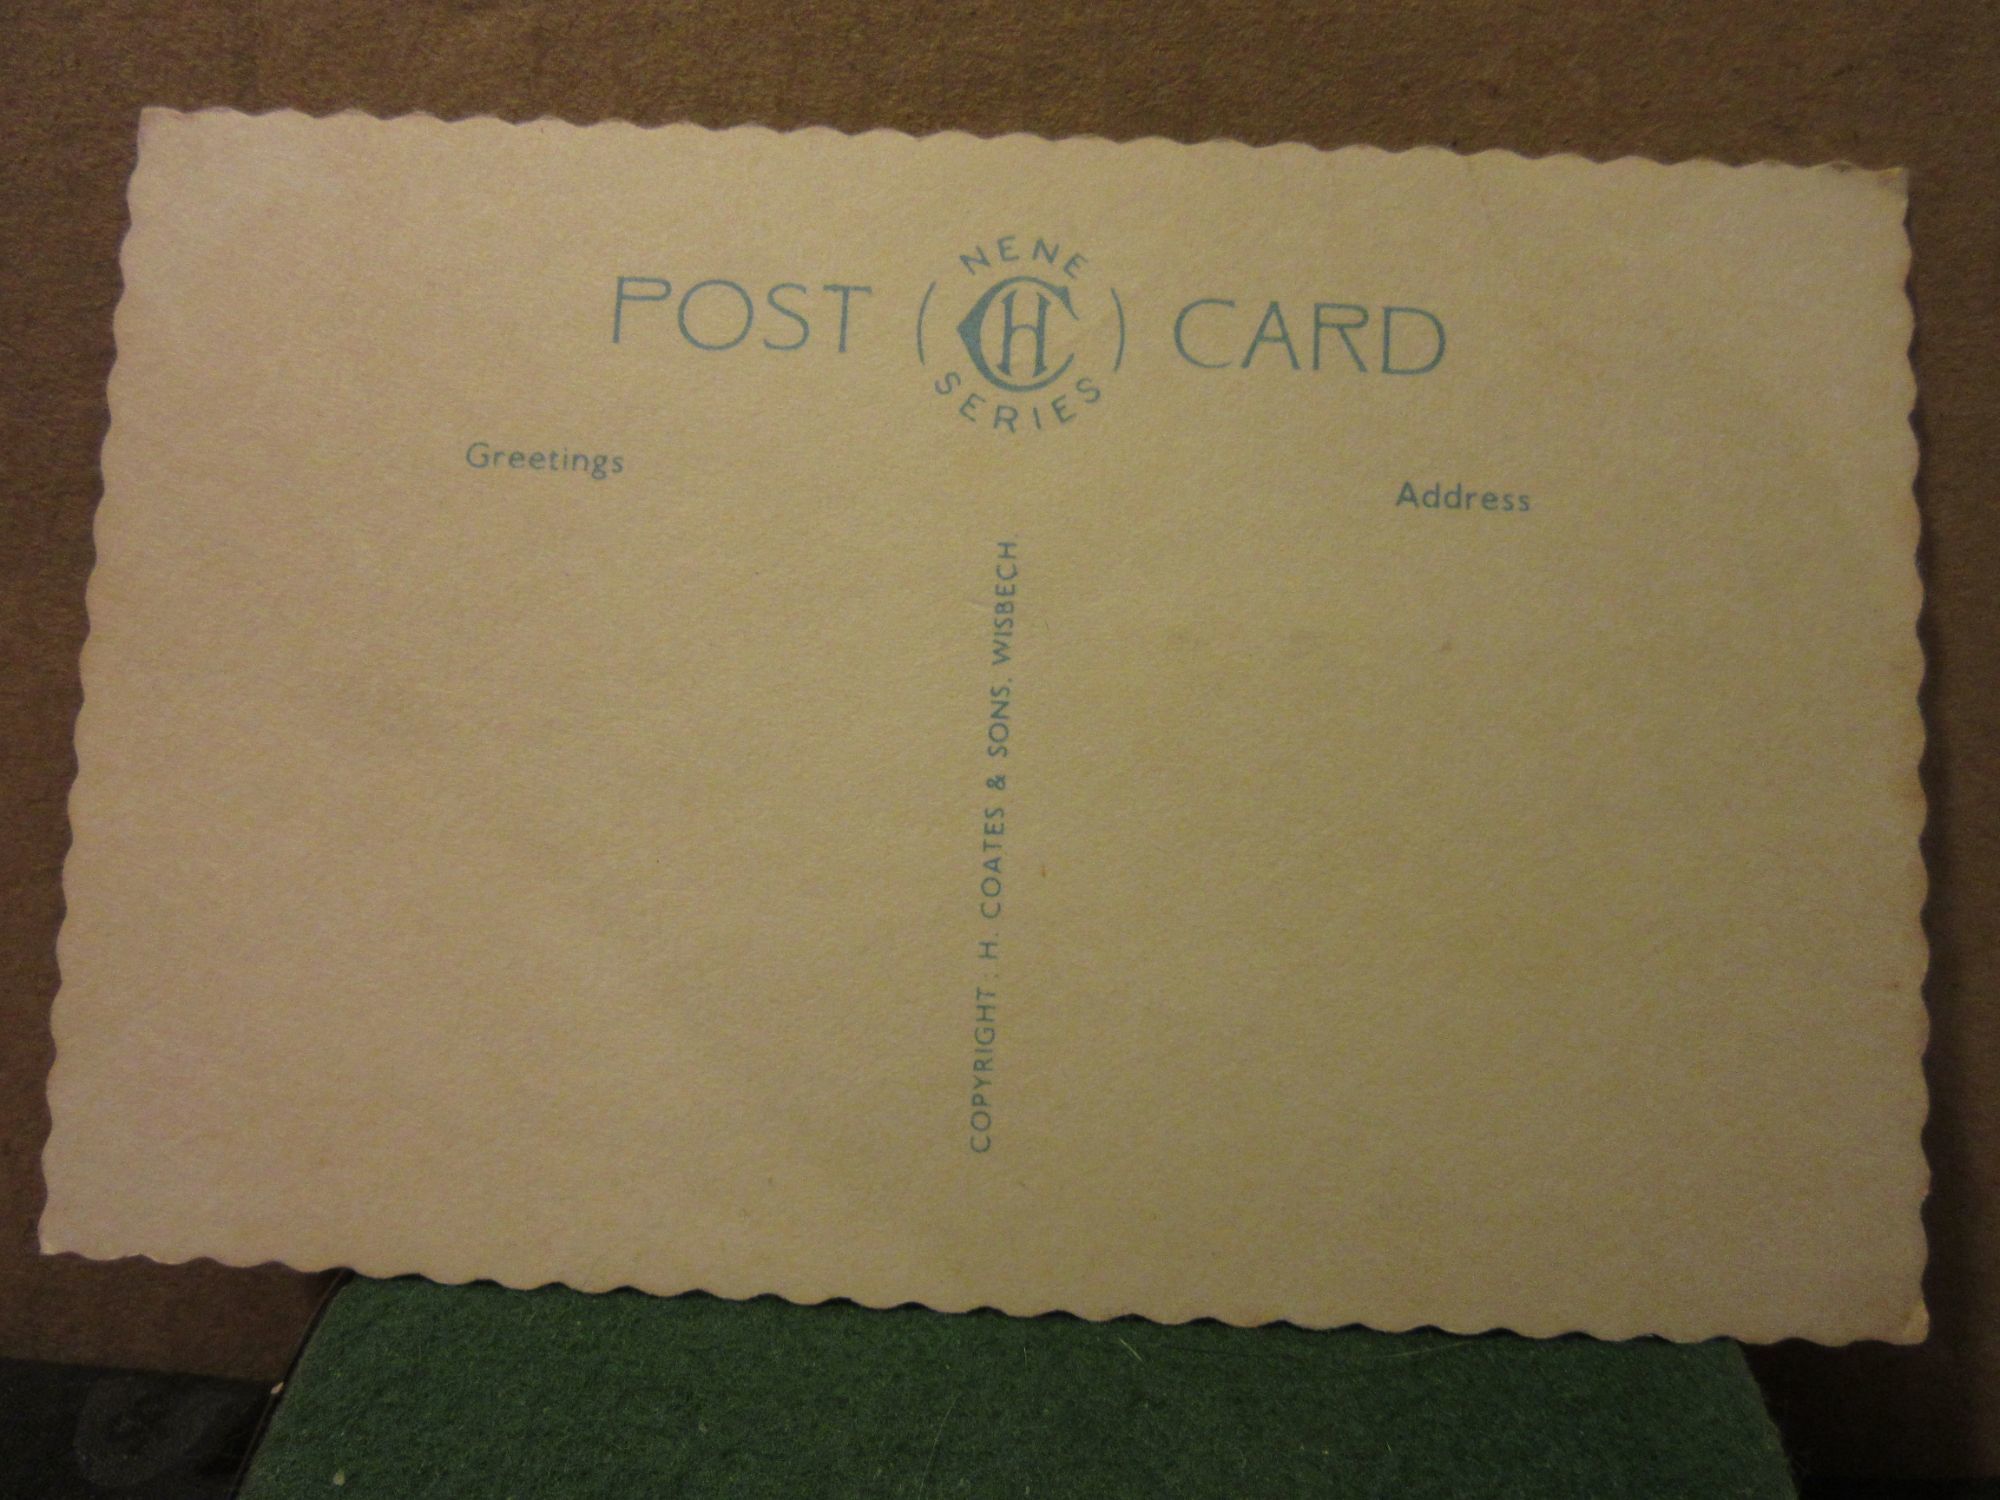 NENE
POST ( CH ) CARD
SERIES
Greetings
Address
COPYRIGHT. H. COATES & SONS. WISBECH.